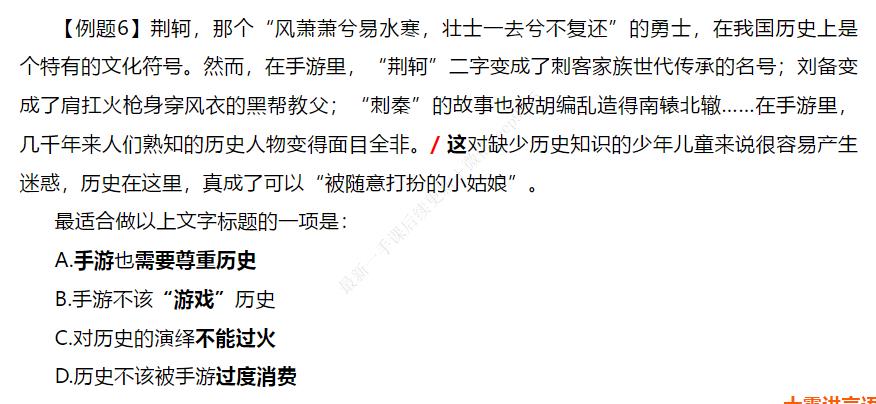 【例题6】荆轲，那个“风萧萧兮易水寒，壮士一去兮不复还”的勇士，在我国历史上是
个特有的文化符号。然而，在手游里，“荆轲”二字变成了刺客家族世代传承的名号；刘备变
成了肩扛火枪身穿风衣的黑帮教父；“刺秦”的故事也被胡编乱造得南辕北辙……在手游里，
几千年来人们熟知的历史人物变得面目全非。/ 这对缺少历史知识的少年儿童来说很容易产生
迷惑，历史在这里，真成了可以“被随意打扮的小姑娘”。
最适合做以上文字标题的一项是：
A.手游也需要尊重历史
B.手游不该“游戏”历史
C.对历史的演绎不能过火
D.历史不该被手游过度消费